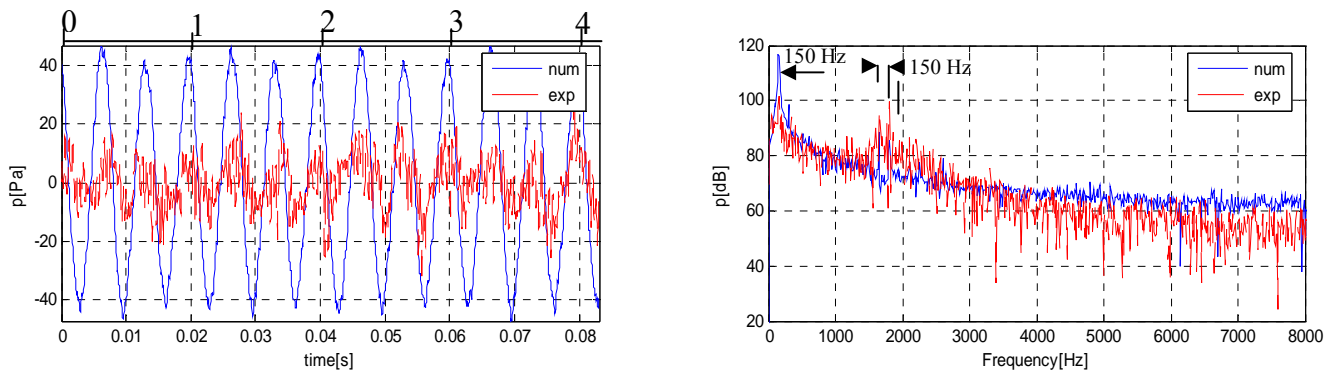 0 1 2 3 4
40
20
0
-20
-40
p[Pa]
0 0.01 0.02 0.03 0.04 0.05 0.06 0.07 0.08
time[s]
num
exp
120
100
80
60
40
20
p[dB]
0 1000 2000 3000 4000 5000 6000 7000 8000
Frequency[Hz]
150 Hz
150 Hz
num
exp